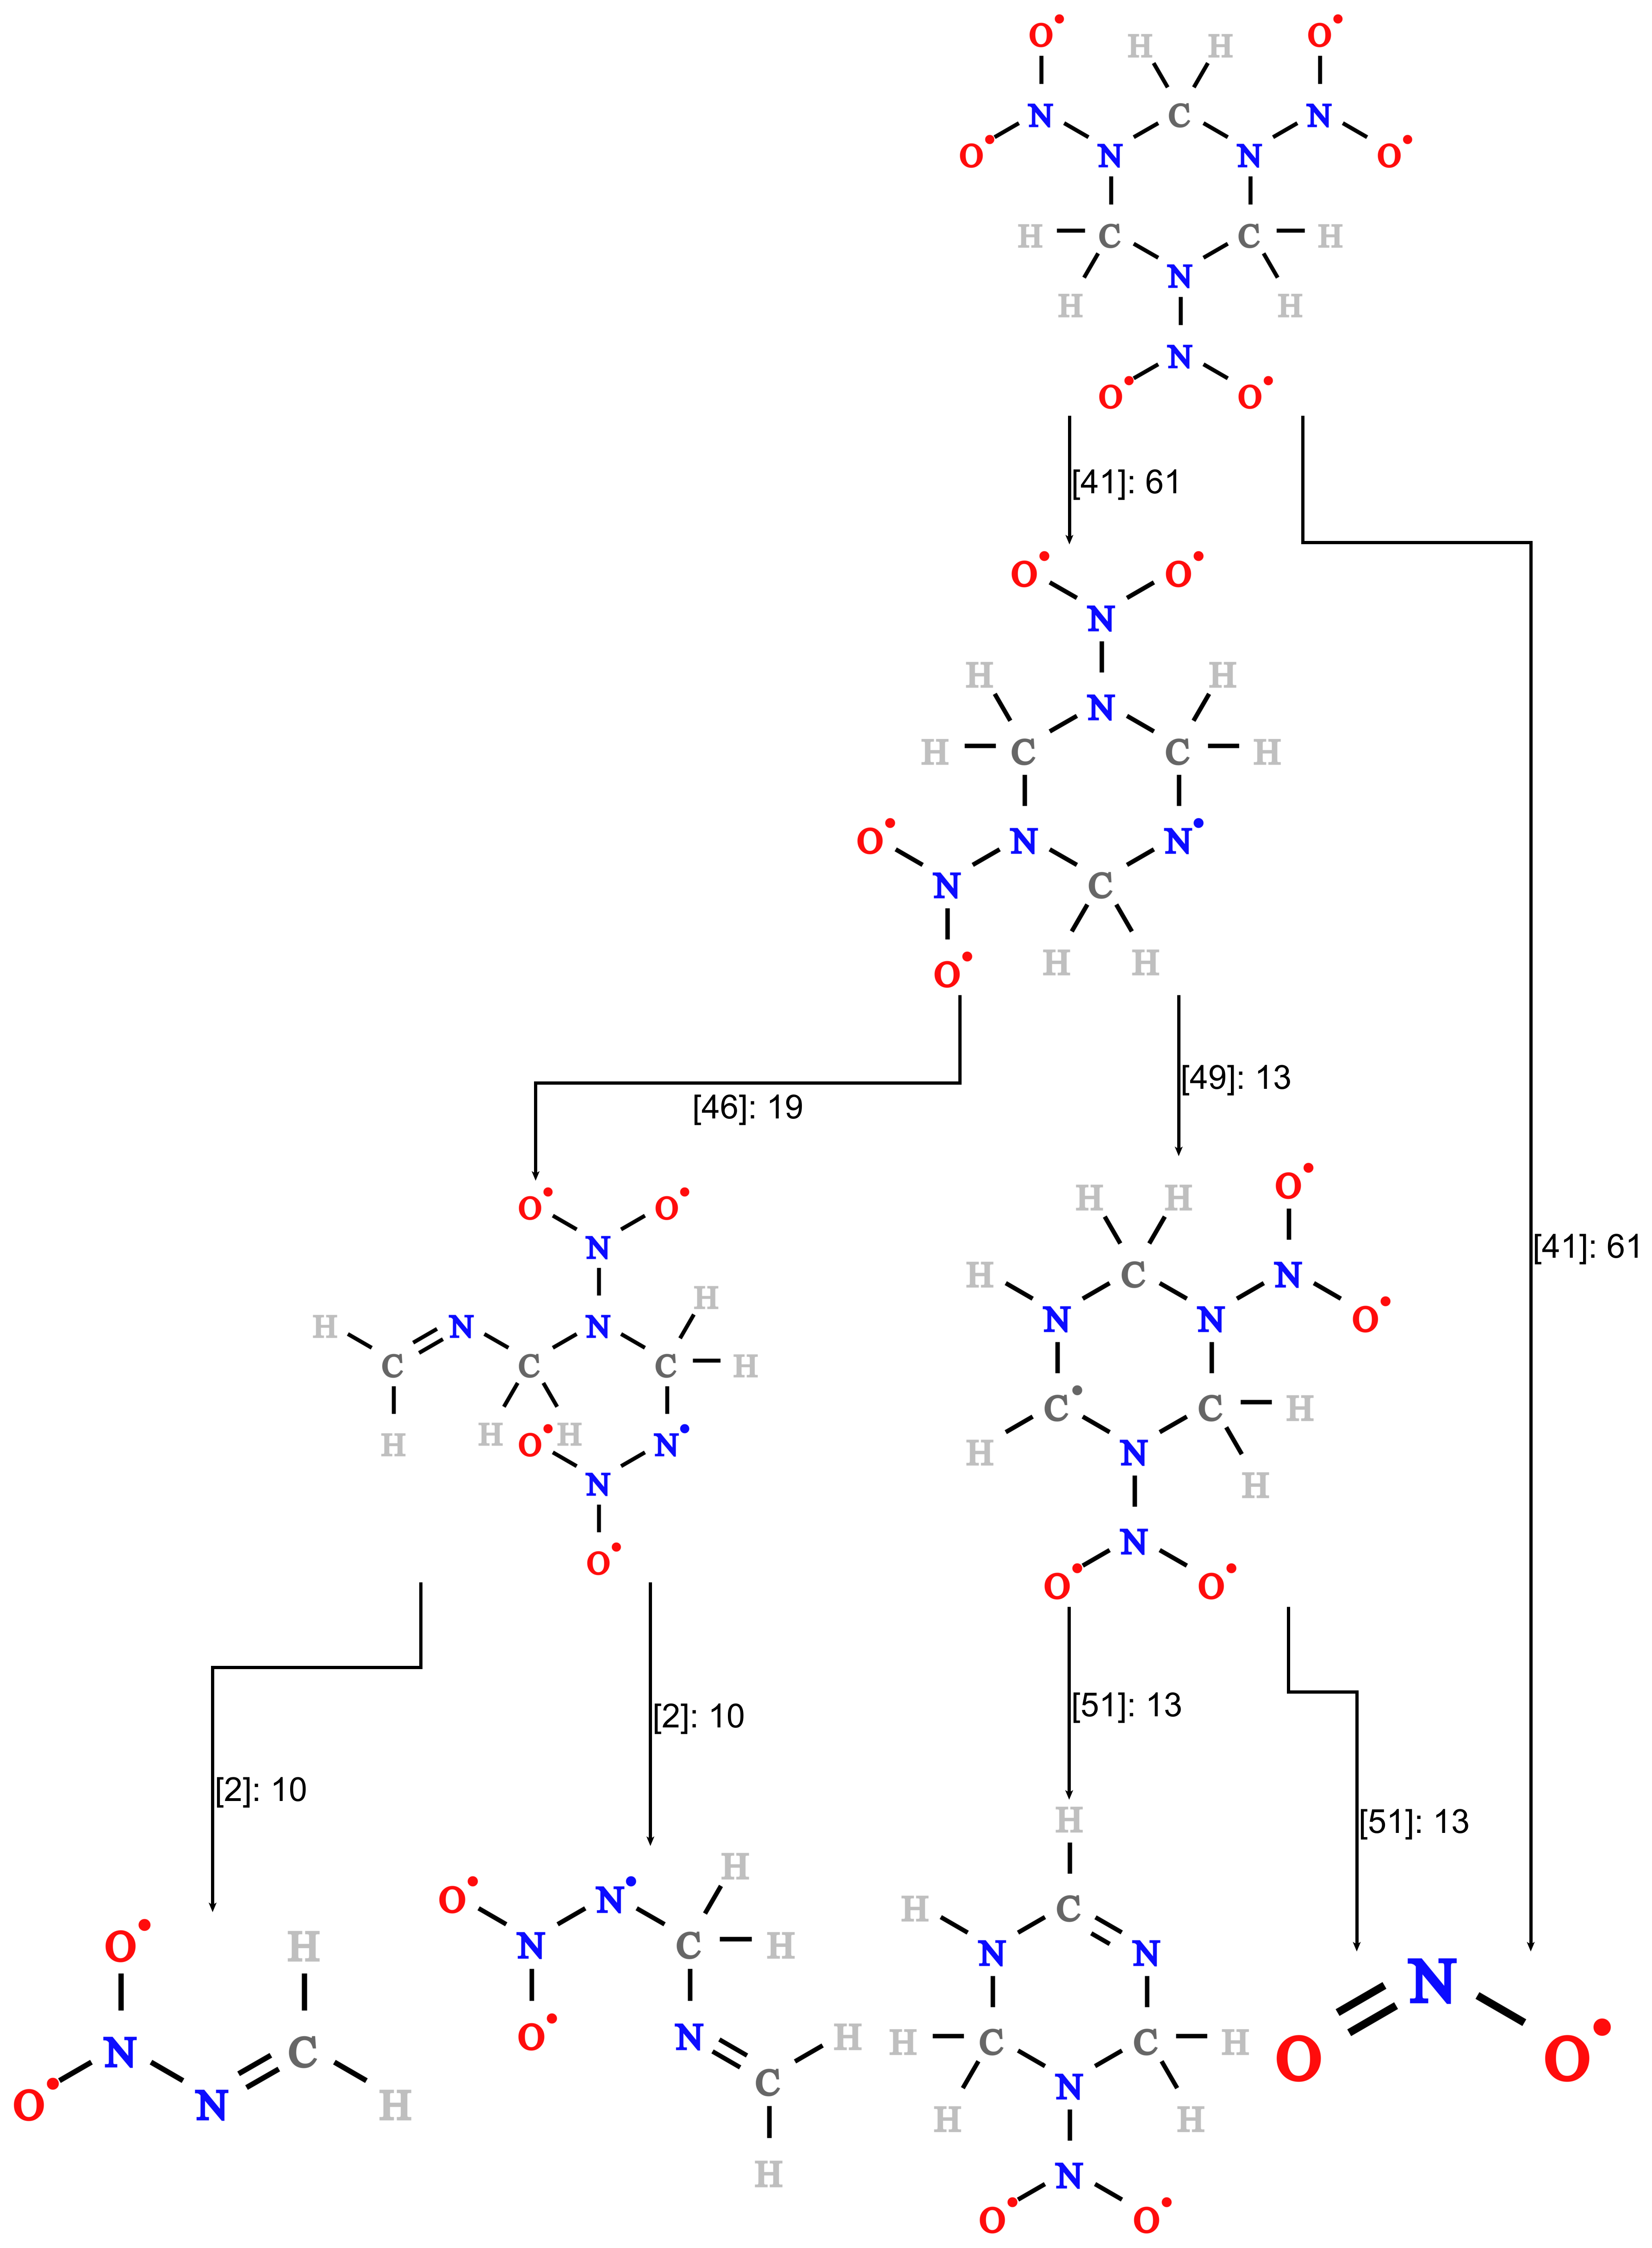 O• O•
H H
N C N
O• N N O•
H C C H
N
H H
N
O• O•
[41]: 61
O• O•
N
H H
N
H C C H
O• N N•
N C
H H
O•
[49]: 13
[46]: 19
O• O•
N
H
H N N
C C C H
H H
H O• N•
N
O•
O•
H H
H C N
N N O•
C• C H
H N
H
N
O• O•
[41]: 61
[51]: 13
[2]: 10
[2]: 10
[51]: 13
O• H
N C
O• N H
H
O• N•
N C H
O• N H
C
H
H
H C
N N
H C C H
N
H H
N
O• O•
N
O O•